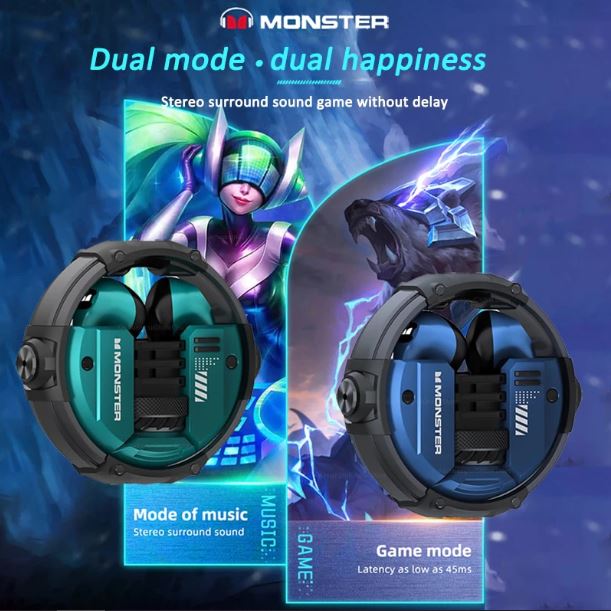 MONSTER
Dual mode • dual happiness
Stereo surround sound game without delay
MONSTER
MONSTER
Mode of music
Stereo surround sound
MUSIC
GAME
Game mode
Latency as low as 45ms